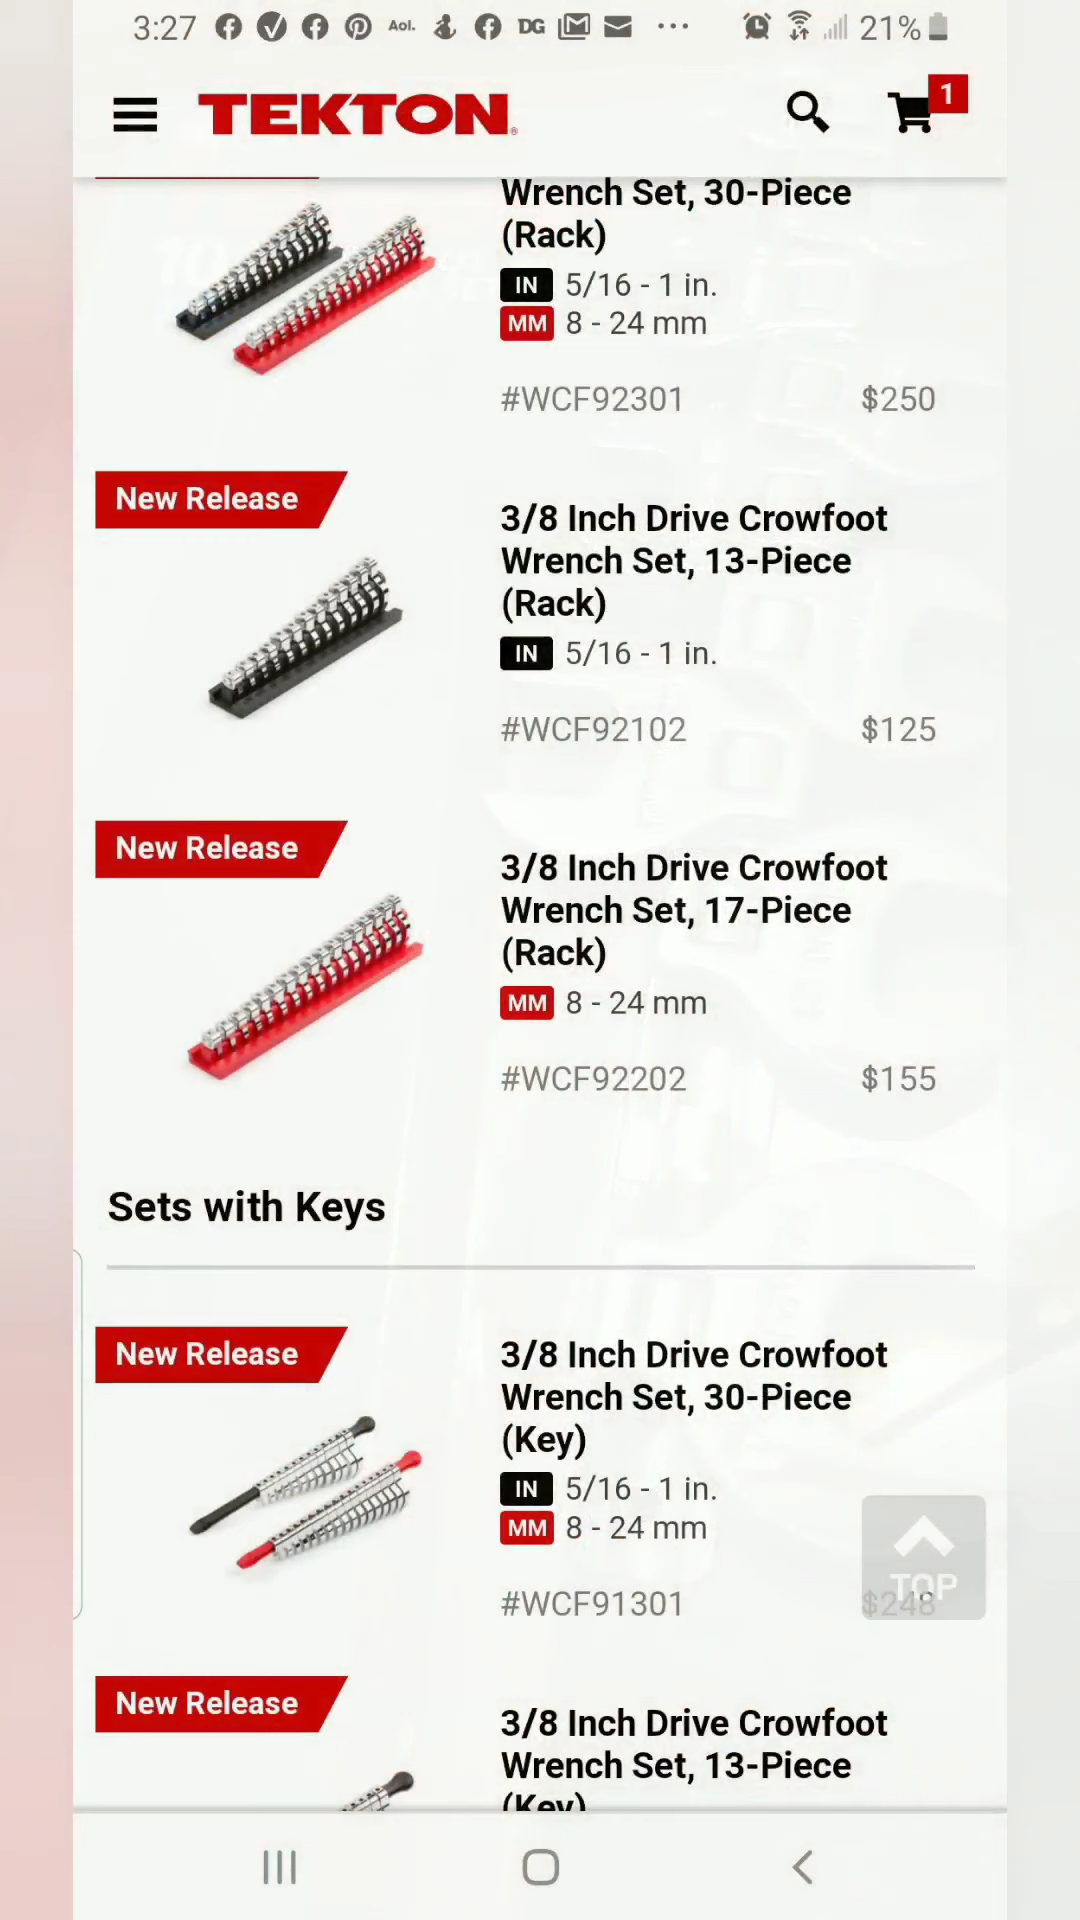 3:27 Aol. DG ... 21%
TEKTON 1
Wrench Set, 30-Piece
(Rack)
IN 5/16 - 1 in.
MM 8 - 24 mm
#WCF92301 $250
New Release
3/8 Inch Drive Crowfoot
Wrench Set, 13-Piece
(Rack)
IN 5/16 - 1 in.
#WCF92102 $125
New Release
3/8 Inch Drive Crowfoot
Wrench Set, 17-Piece
(Rack)
MM 8 - 24 mm
#WCF92202 $155
Sets with Keys
New Release
3/8 Inch Drive Crowfoot
Wrench Set, 30-Piece
(Key)
IN 5/16 - 1 in.
MM 8 - 24 mm
TOP
#WCF91301 $248
New Release
3/8 Inch Drive Crowfoot
Wrench Set, 13-Piece
(Key)